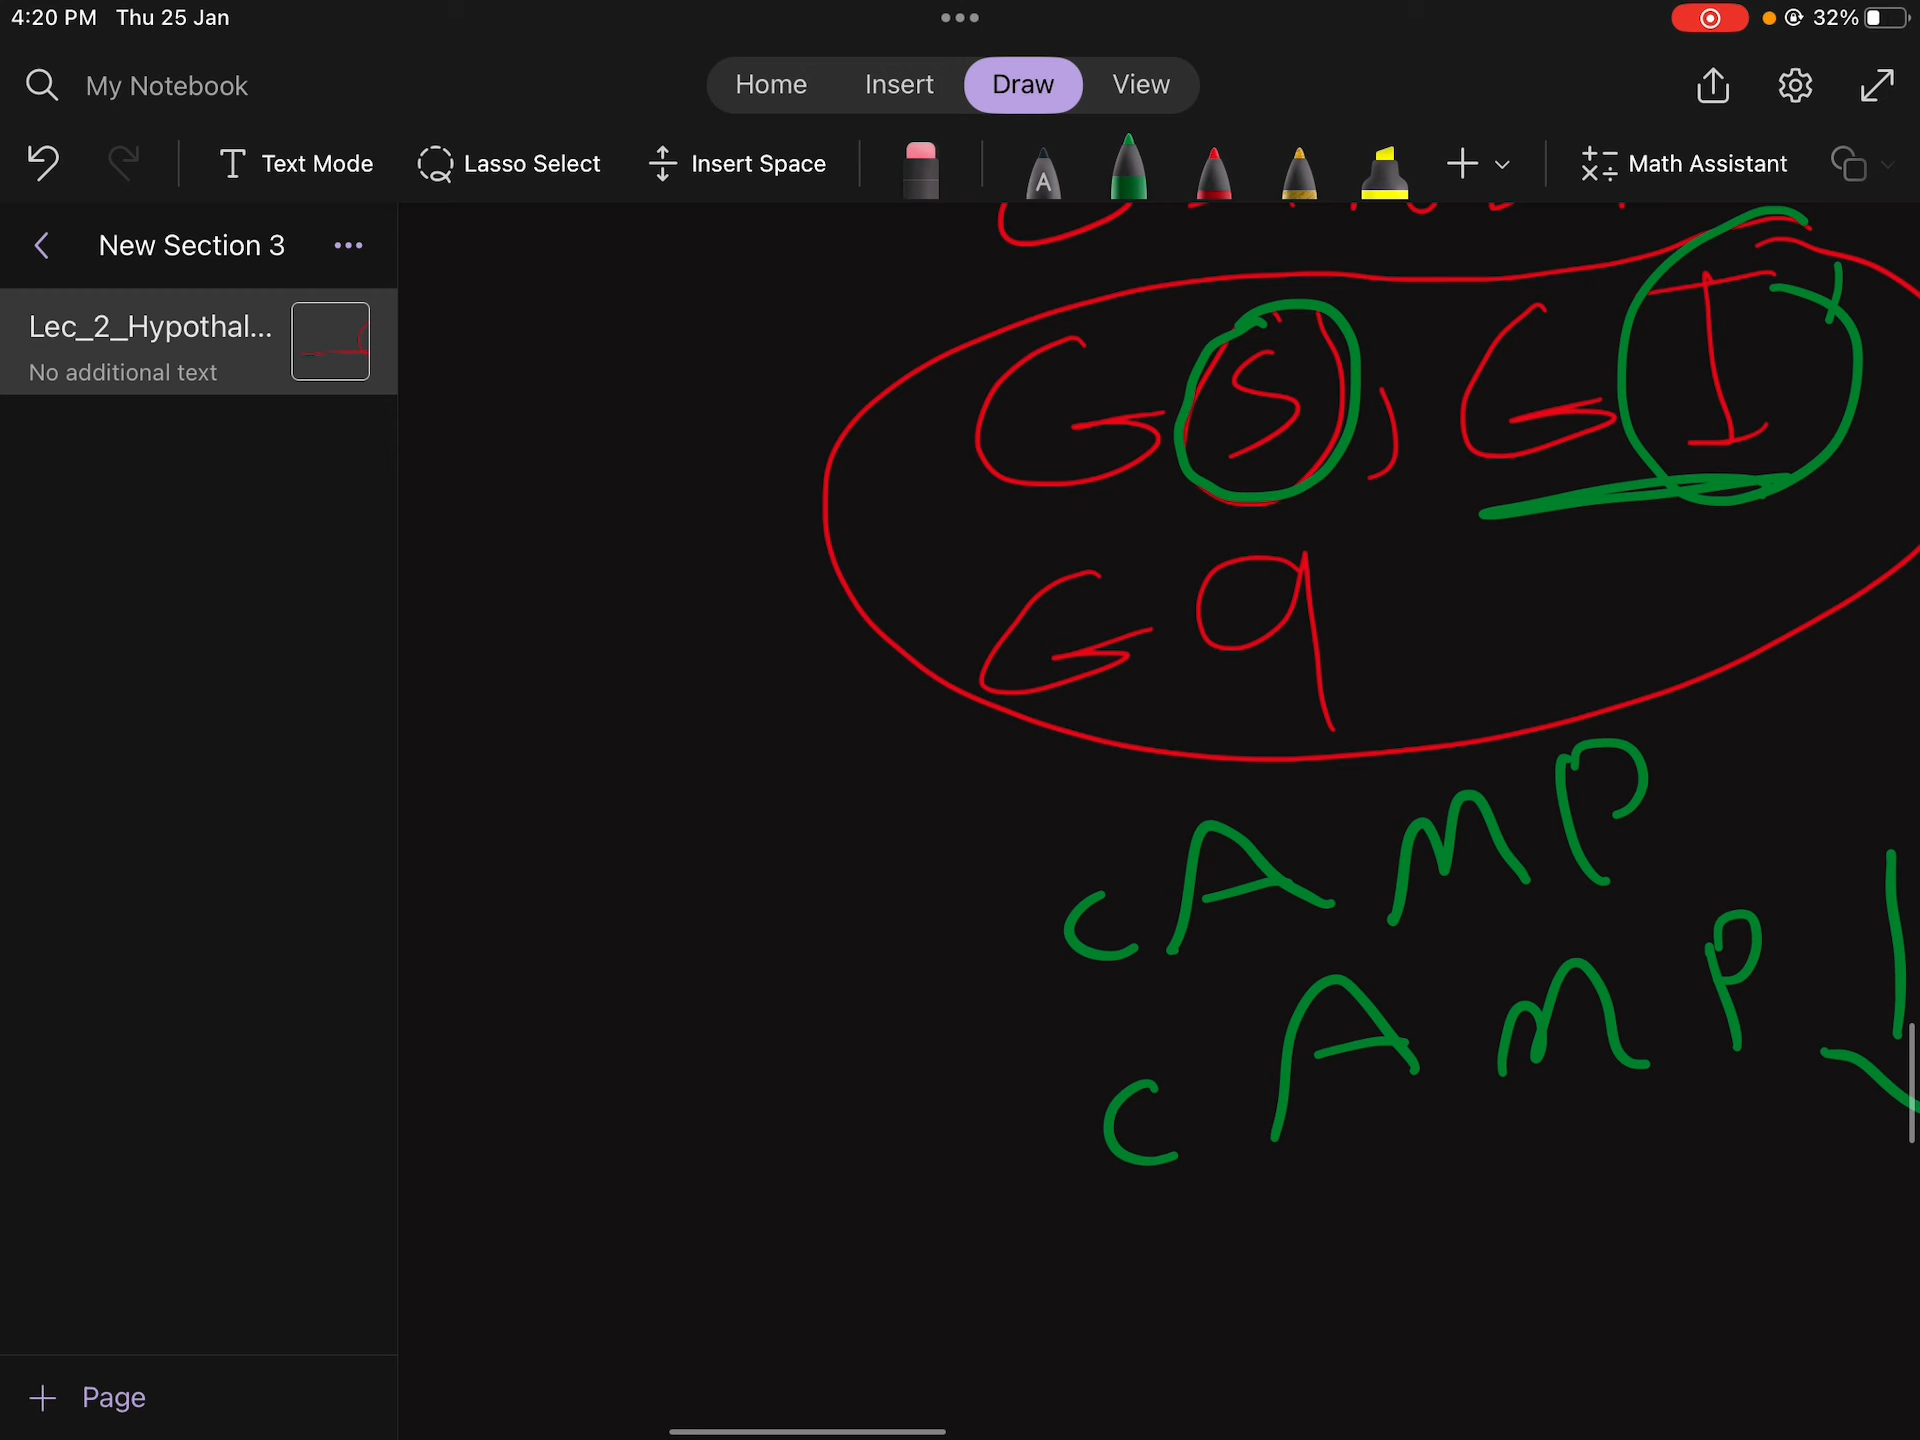 4:20 PM Thu 25 Jan
32%
My Notebook
Home Insert Draw View
Text Mode Lasso Select Insert Space A Math Assistant
New Section 3
Lec_2_Hypothal...
No additional text
GS, GI
Gq
cAMP
cAMP
Page